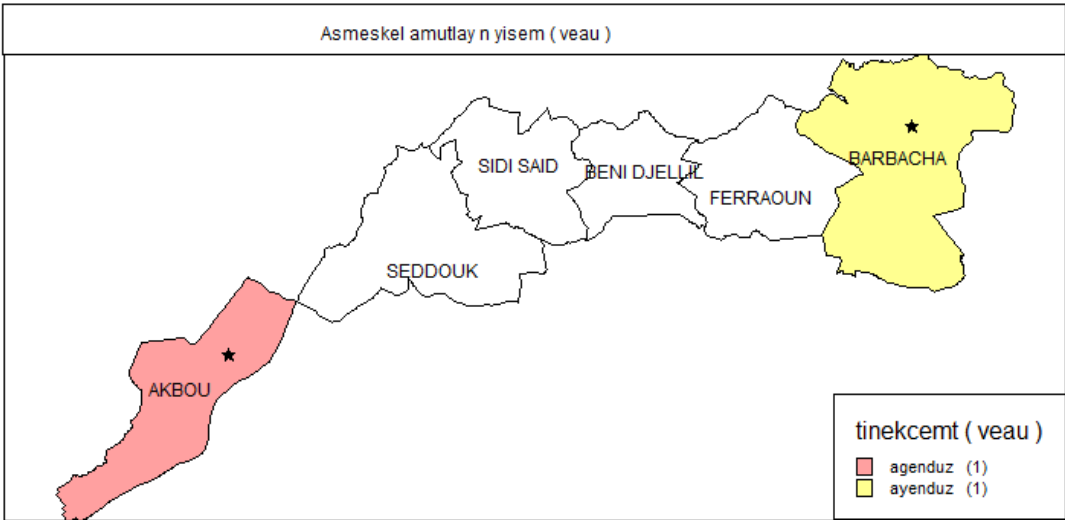 Asmeskel amutlay n yisem ( veau )
SIDI SAID
BENI DJELLIL
BARBACHA
FERRAOUN
SEDDOUK
AKBOU
tinekcemt ( veau )
agenduz (1)
ayenduz (1)